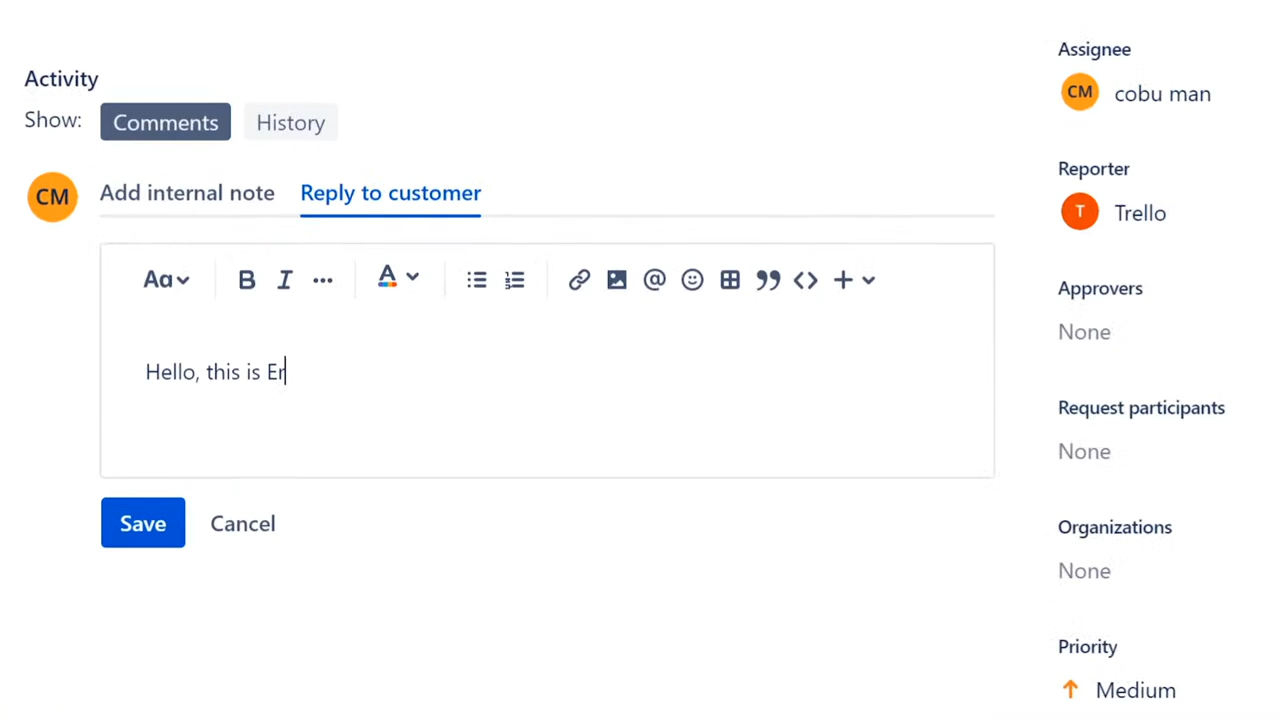 Activity
Show: Comments History
CM Add internal note Reply to customer
Aa B I ... A @ + 
Hello, this is Er
Save Cancel
Assignee
CM cobu man
Reporter
T Trello
Approvers
None
Request participants
None
Organizations
None
Priority
Medium